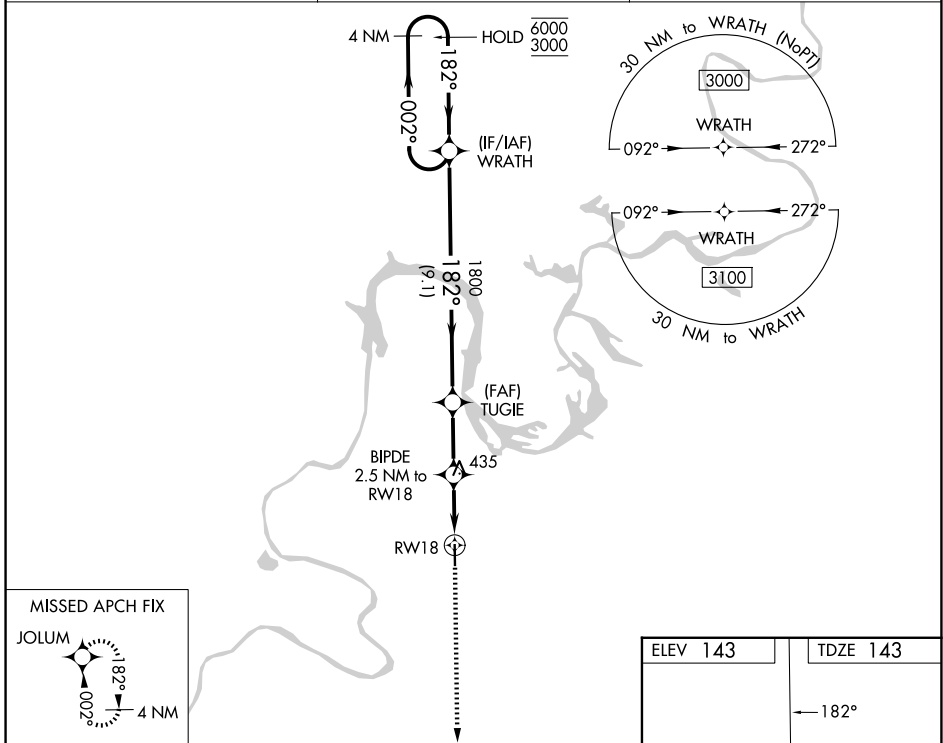 4 NM
HOLD
6000
3000
182°
002°
(IF/IAF)
WRATH
30 NM to WRATH (NoPT)
3000
WRATH
092°
272°
092°
272°
WRATH
3100
30 NM to WRATH
1800
182°
(9.1)
(FAF)
TUGIE
BIPDE
2.5 NM to
RW18
435
RW18
MISSED APCH FIX
JOLUM
182°
002°
4 NM
ELEV 143
TDZE 143
182°